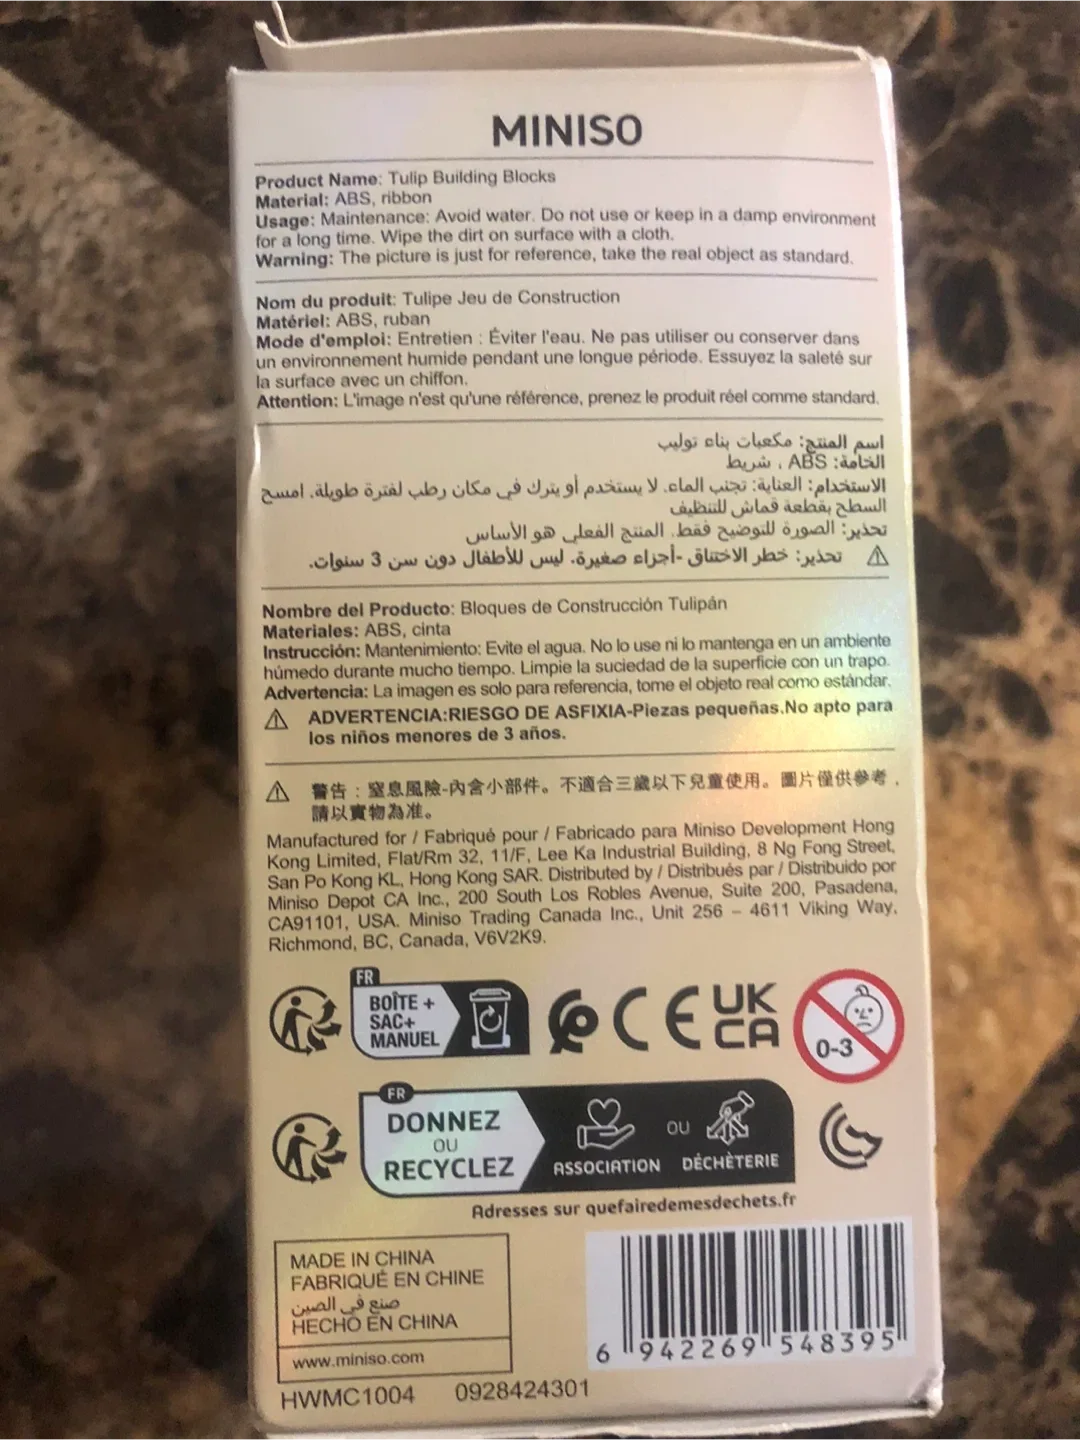 MINISO
Product Name: Tulip Building Blocks
Material: ABS, ribbon
Usage: Maintenance: Avoid water. Do not use or keep in a damp environment
for a long time. Wipe the dirt on surface with a cloth.
Warning: The picture is just for reference, take the real object as standard.
Nom du produit: Tulipe Jeu de Construction
Matériel: ABS, ruban
Mode d'emploi: Entretien : Éviter l'eau. Ne pas utiliser ou conserver dans
un environnement humide pendant une longue période. Essuyez la saleté sur
la surface avec un chiffon.
Attention: L'image n'est qu'une référence, prenez le produit réel comme standard.
اسم المنتج: مكعبات بناء توليب
الخامة: ABS ، شريط
الاستخدام: العناية: تجنب الماء. لا يستخدم أو يترك في مكان رطب لفترة طويلة. امسح
السطح بقطعة قماش للتنظيف
تحذير: الصورة للتوضيح فقط. المنتج الفعلي هو الأساس
تحذير: خطر الاختناق -أجزاء صغيرة. ليس للأطفال دون سن 3 سنوات.
Nombre del Producto: Bloques de Construcción Tulipán
Materiales: ABS, cinta
Instrucción: Mantenimiento: Evite el agua. No lo use ni lo mantenga en un ambiente
húmedo durante mucho tiempo. Limpie la suciedad de la superficie con un trapo.
Advertencia: La imagen es solo para referencia, tome el objeto real como estándar.
ADVERTENCIA:RIESGO DE ASFIXIA-Piezas pequeñas.No apto para
los niños menores de 3 años.
警告：窒息風險-內含小部件。不適合三歲以下兒童使用。圖片僅供參考，
請以實物為准。
Manufactured for / Fabriqué pour / Fabricado para Miniso Development Hong
Kong Limited, Flat/Rm 32, 11/F, Lee Ka Industrial Building, 8 Ng Fong Street,
San Po Kong KL, Hong Kong SAR. Distributed by / Distribués par / Distribuido por
Miniso Depot CA Inc., 200 South Los Robles Avenue, Suite 200, Pasadena,
CA91101, USA. Miniso Trading Canada Inc., Unit 256 – 4611 Viking Way,
Richmond, BC, Canada, V6V2K9.
FR
BOÎTE +
SAC+
MANUEL
CE
UK
CA
0-3
FR
DONNEZ
OU
RECYCLEZ
ASSOCIATION
OU
DÉCHÈTERIE
Adresses sur quefairedemesdechets.fr
MADE IN CHINA
FABRIQUÉ EN CHINE
صنع في الصين
HECHO EN CHINA
www.miniso.com
HWMC1004 0928424301
6 942269 548395